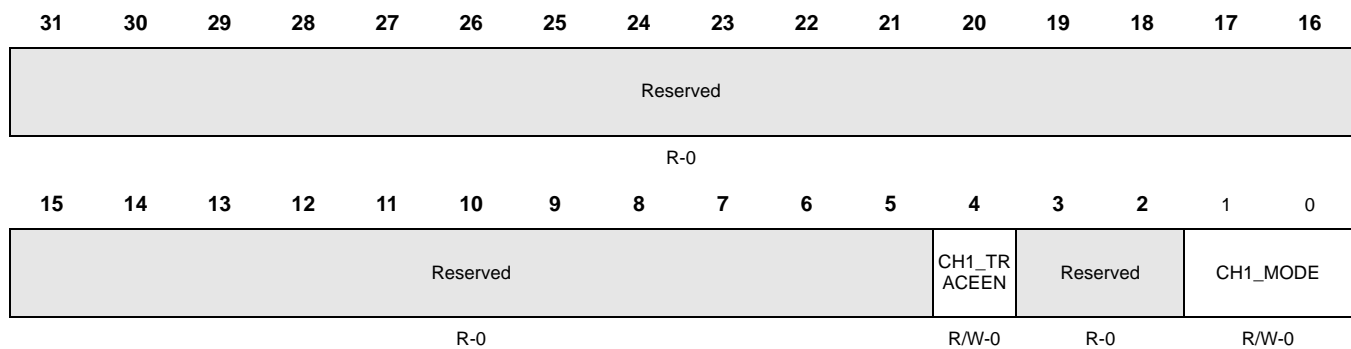 31 30 29 28 27 26 25 24 23 22 21 20 19 18 17 16
Reserved
R-0
15 14 13 12 11 10 9 8 7 6 5 4 3 2 1 0
Reserved CH1_TR Reserved CH1_MODE
ACEEN
R-0 R/W-0 R-0 R/W-0